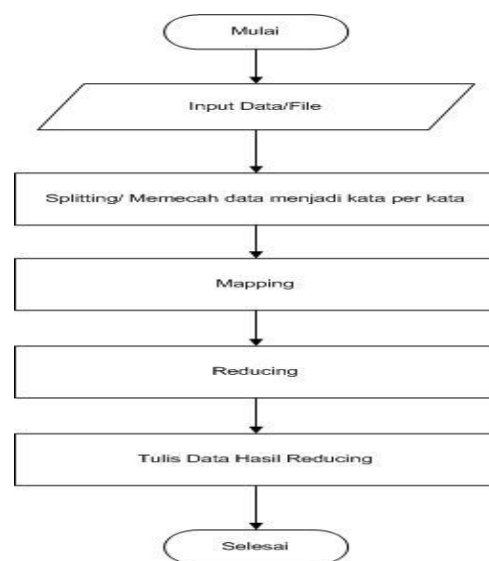 Mulai
Input Data/File
Splitting/ Memecah data menjadi kata per kata
Mapping
Reducing
Tulis Data Hasil Reducing
Selesai